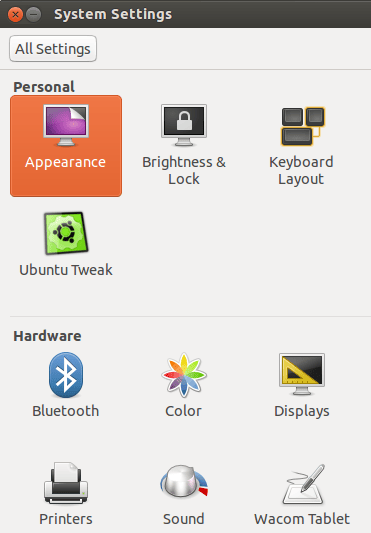 System Settings
All Settings
Personal
Appearance
Brightness &
Lock
Keyboard
Layout
Ubuntu Tweak
Hardware
Bluetooth
Color
Displays
Printers
Sound
Wacom Tablet